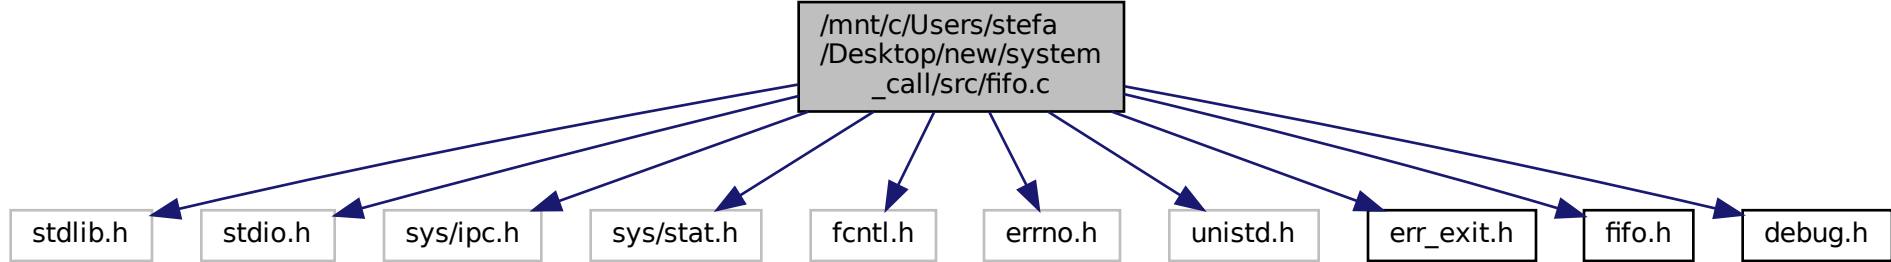 /mnt/c/Users/stefa
/Desktop/new/system
_call/src/fifo.c
stdlib.h
stdio.h
sys/ipc.h
sys/stat.h
fcntl.h
errno.h
unistd.h
err_exit.h
fifo.h
debug.h